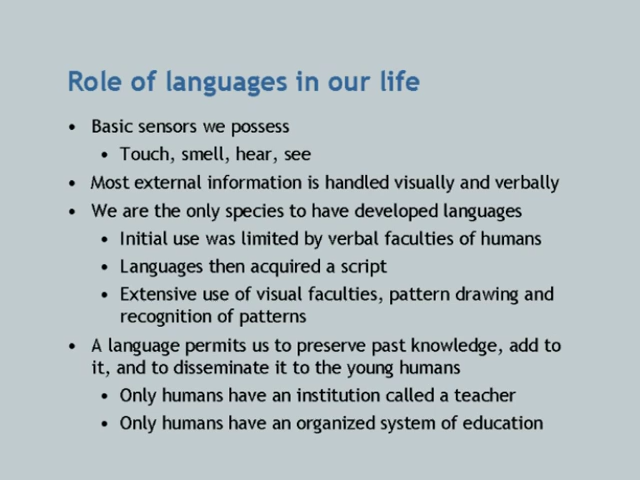 Role of languages in our life
• Basic sensors we possess
• Touch, smell, hear, see
• Most external information is handled visually and verbally
• We are the only species to have developed languages
• Initial use was limited by verbal faculties of humans
• Languages then acquired a script
• Extensive use of visual faculties, pattern drawing and
recognition of patterns
• A language permits us to preserve past knowledge, add to
it, and to disseminate it to the young humans
• Only humans have an institution called a teacher
• Only humans have an organized system of education